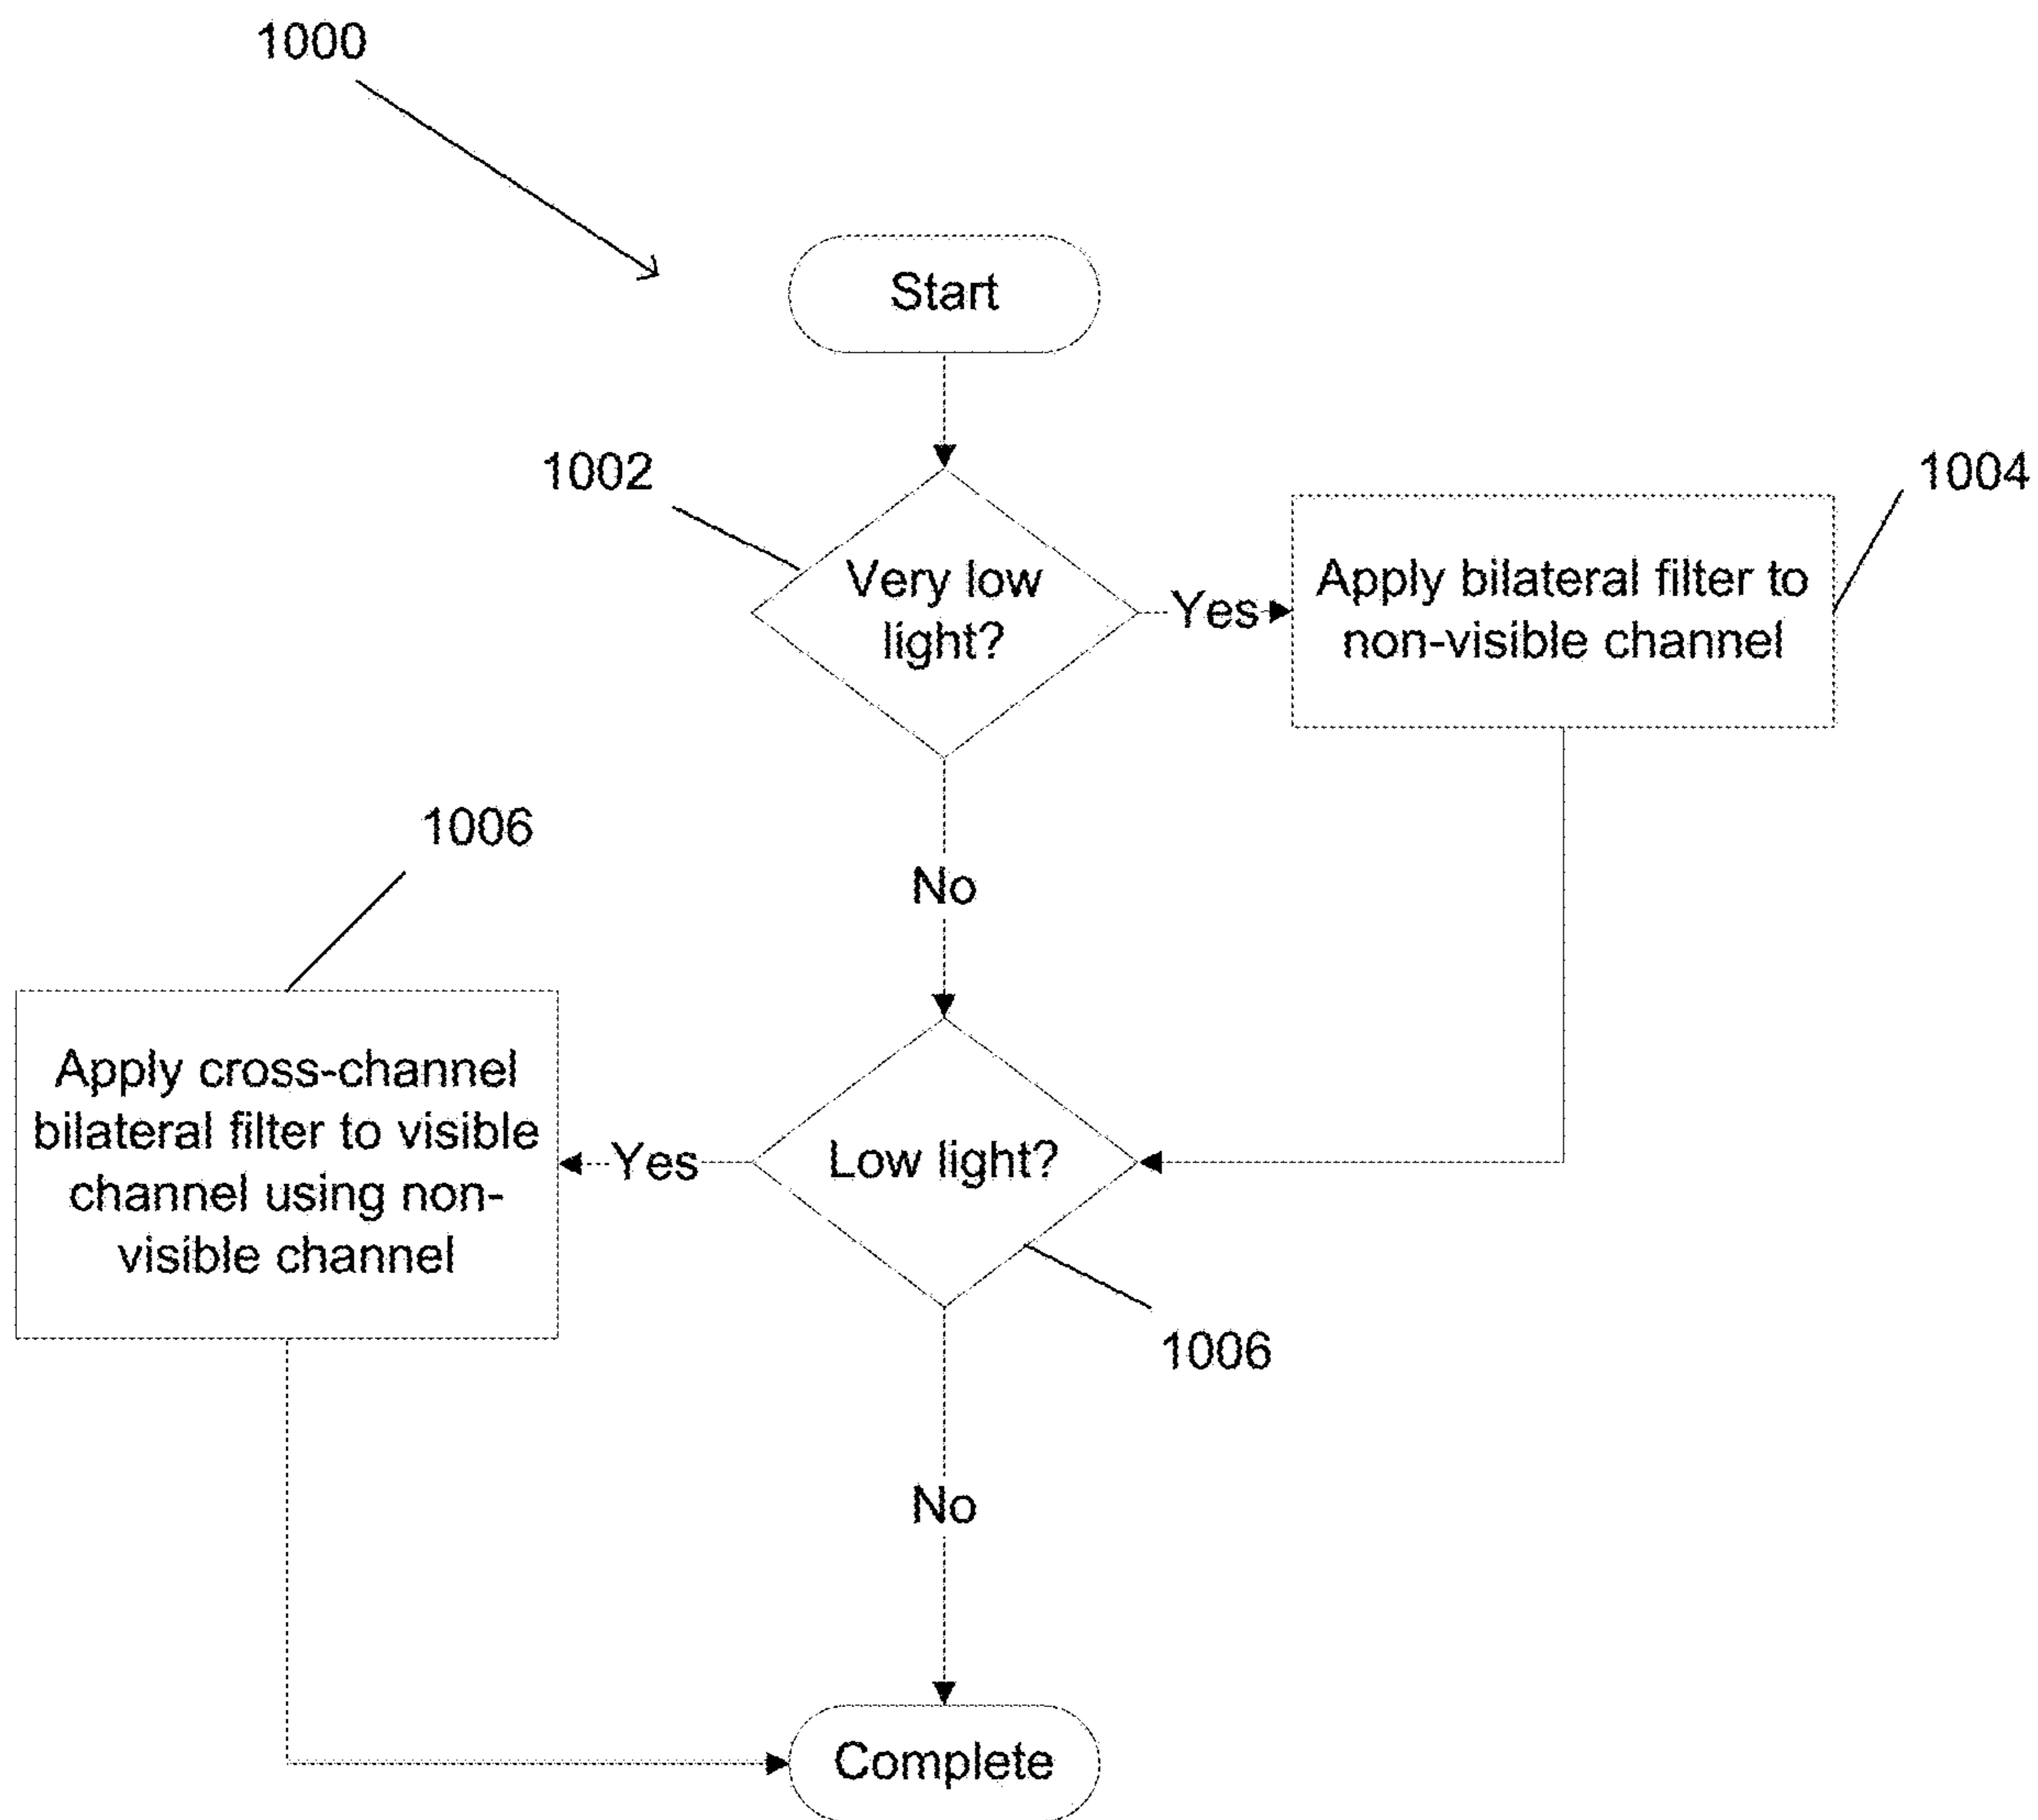 1000
Start
1002
Very low
light?
Yes
Apply bilateral filter to
non-visible channel
1004
No
1006
Apply cross-channel
bilateral filter to visible
channel using non-
visible channel
Yes
Low light?
1006
No
Complete